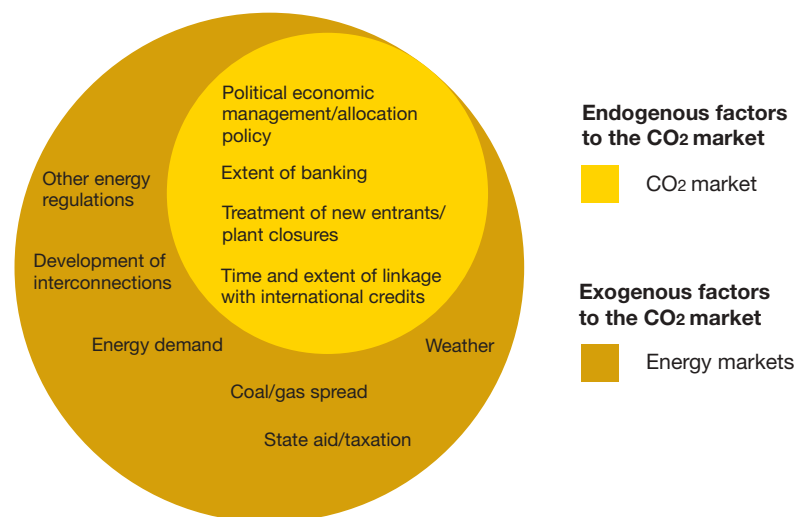 Political economic
management/allocation
policy
Extent of banking
Treatment of new entrants/
plant closures
Time and extent of linkage
with international credits
Other energy
regulations
Development of
interconnections
Energy demand
Weather
Coal/gas spread
State aid/taxation
Endogenous factors
to the CO2 market
CO2 market
Exogenous factors
to the CO2 market
Energy markets